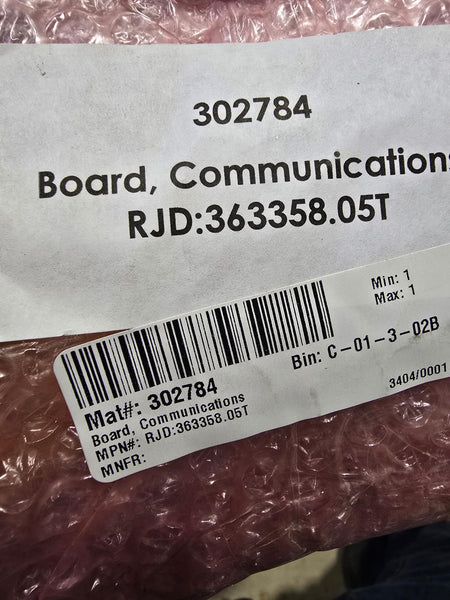 302784
Board, Communications
RJD:363358.05T
Min: 1
Max: 1
Bin: C-01-3-02B
3404/0001
Mat#: 302784
Board, Communications
MPN#: RJD:363358.05T
MNFR: